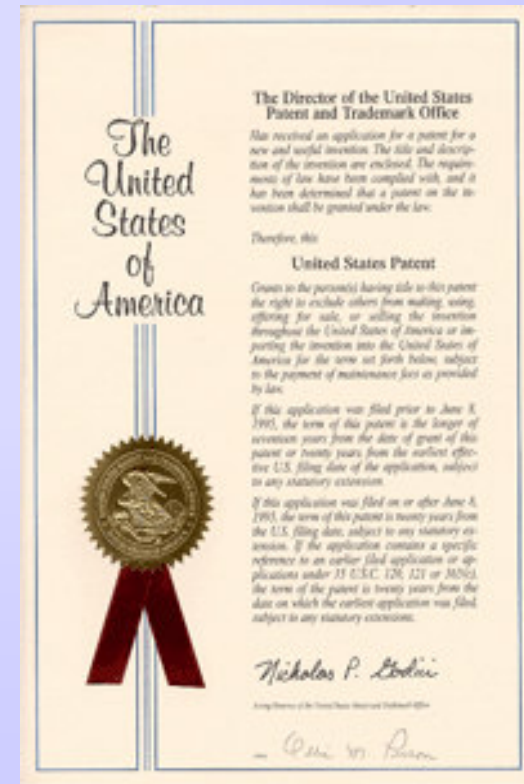 The
United
States
of
America
The Director of the United States
Patent and Trademark Office
Has received an application for a patent for a
new and useful invention. The title and descrip-
tion of the invention are enclosed. The require-
ments of law have been complied with, and it
has been determined that a patent on the in-
vention shall be granted under the law.
Therefore, this
United States Patent
Grants to the person(s) having title to this patent
the right to exclude others from making, using,
offering for sale, or selling the invention
throughout the United States of America or im-
porting the invention into the United States of
America for the term set forth below, subject
to the payment of maintenance fees as provided
by law.
If this application was filed prior to June 8,
1995, the term of this patent is the longer of
seventeen years from the date of grant of this
patent or twenty years from the earliest effec-
tive U.S. filing date of the application, subject
to any statutory extension.
If this application was filed on or after June 8,
1995, the term of this patent is twenty years from
the U.S. filing date, subject to any statutory ex-
tension. If the application contains a specific
reference to an earlier filed application or ap-
plications under 35 U.S.C. 120, 121 or 365(c),
the term of the patent is twenty years from the
date on which the earliest application was filed,
subject to any statutory extensions.
Nicholas P. Godici